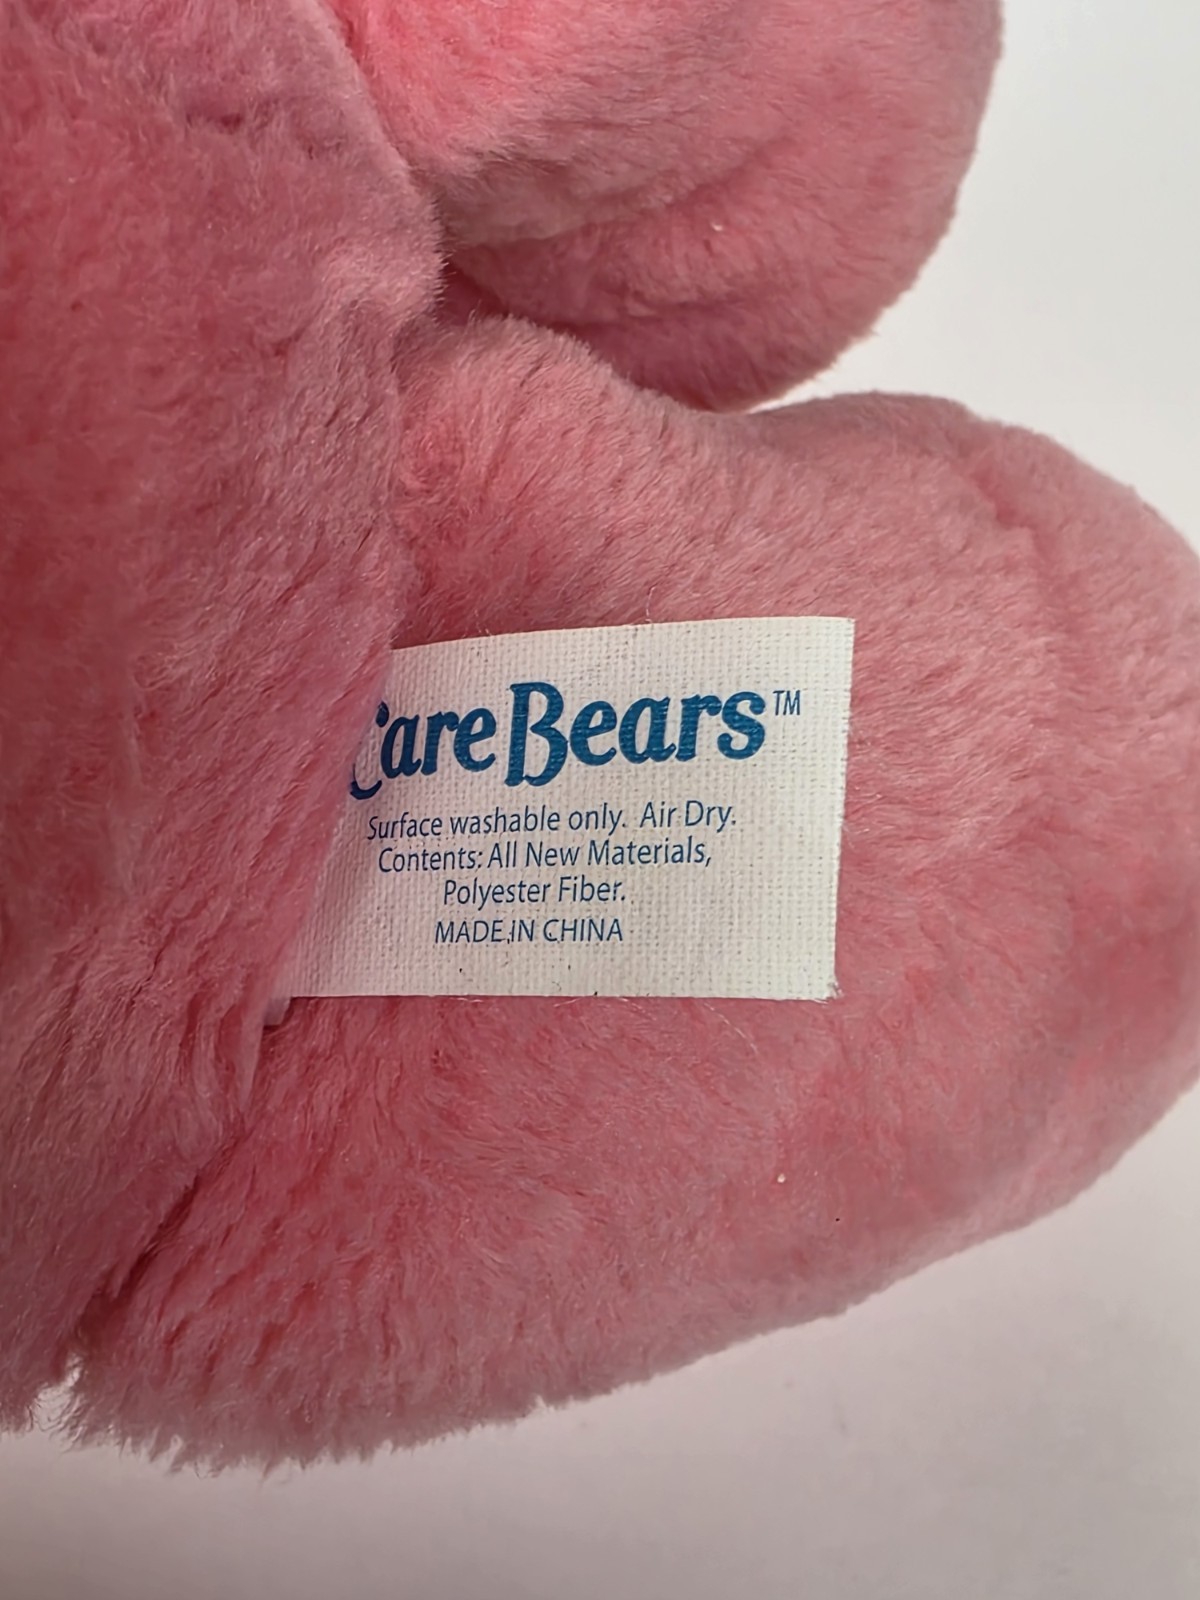 Care Bears™
Surface washable only. Air Dry.
Contents: All New Materials,
Polyester Fiber.
MADE IN CHINA